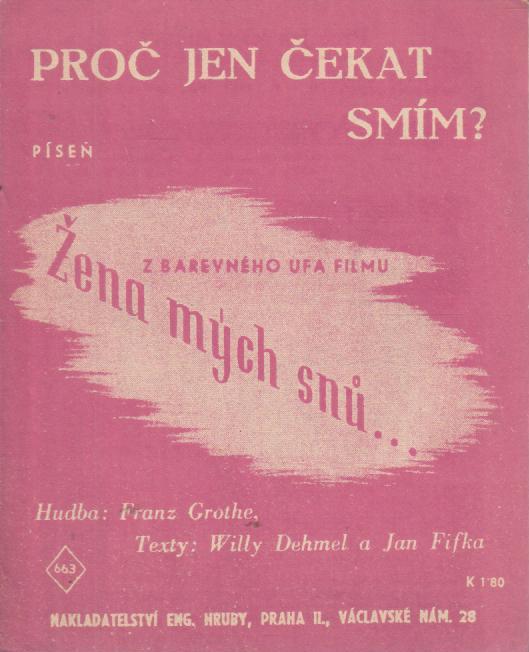 PROČ JEN ČEKAT
SMÍM?
PÍSEŇ
Z BAREVNÉHO UFA FILMU
Žena mých snů...
Hudba: Franz Grothe,
Texty: Willy Dehmel a Jan Fifka
663
K 1'80
NAKLADATELSTVÍ ENG. HRUBY, PRAHA II., VÁCLAVSKÉ NÁM. 28